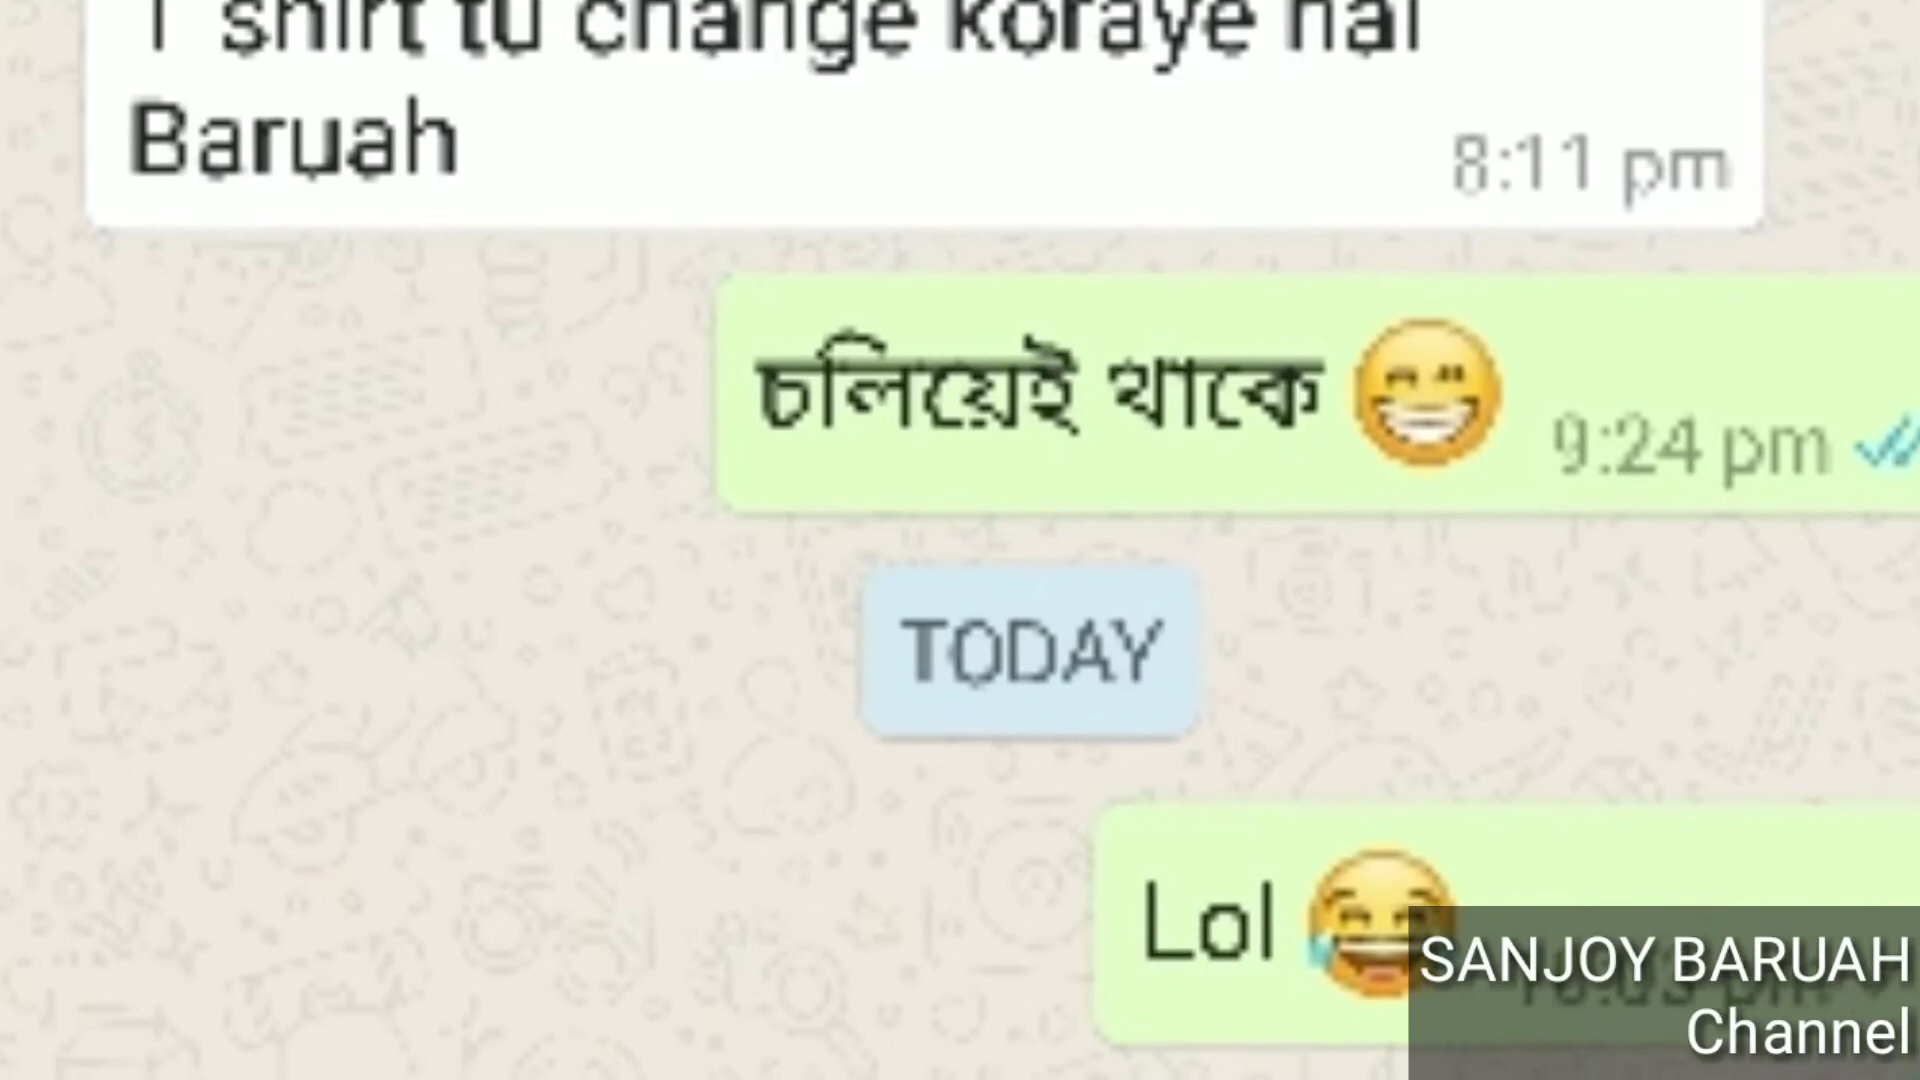 T shirt tu change koraye nai
Baruah
8:11 pm
চলিয়েই থাকে 😁
9:24 pm
TODAY
Lol 😂
SANJOY BARUAH
Channel